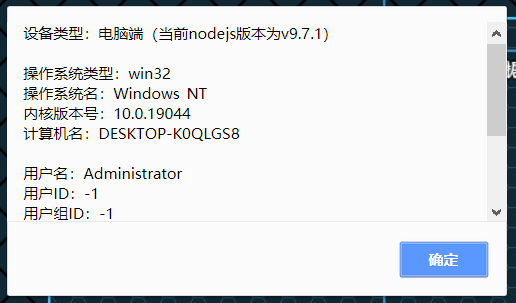 设备类型：电脑端（当前nodejs版本为v9.7.1)
操作系统类型：win32
操作系统名：Windows NT
内核版本号：10.0.19044
计算机名：DESKTOP-K0QLGS8
用户名：Administrator
用户ID：-1
用户组ID：-1
确定